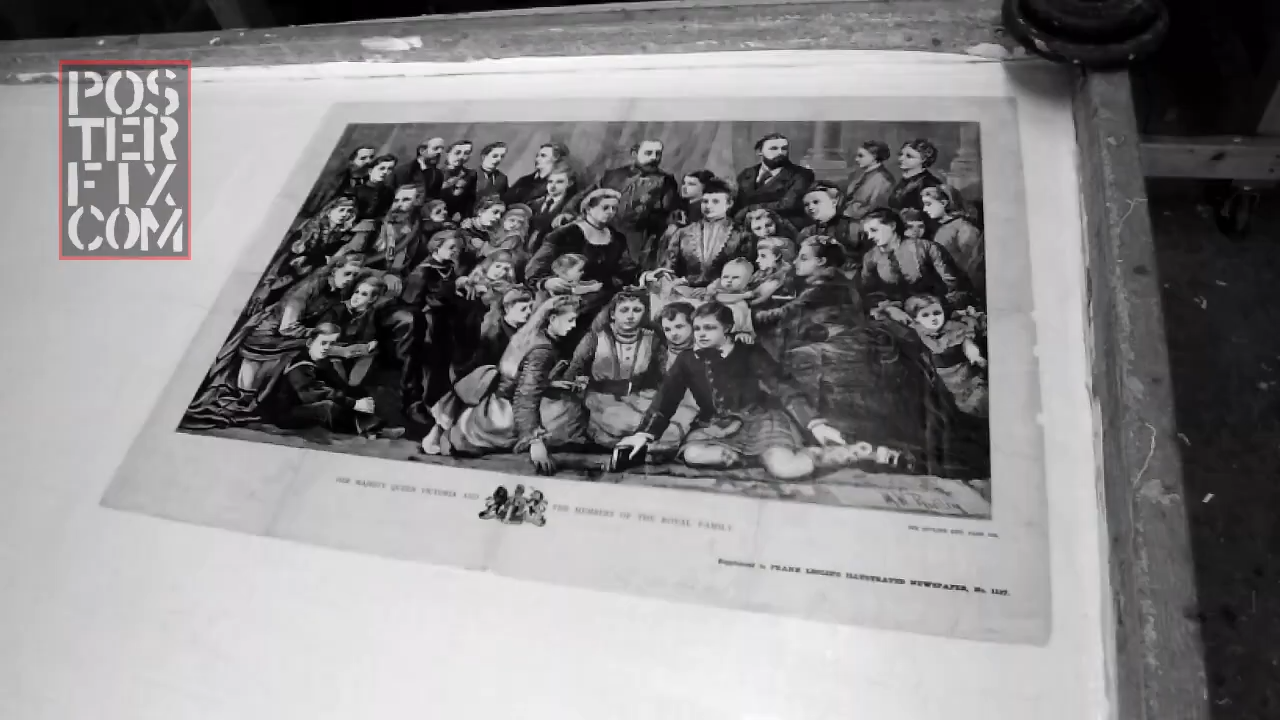 POS
TER
FIX
.COM
HER MAJESTY QUEEN VICTORIA AND THE MEMBERS OF THE ROYAL FAMILY
Supplement to FRANK LESLIE'S ILLUSTRATED NEWSPAPER, No.